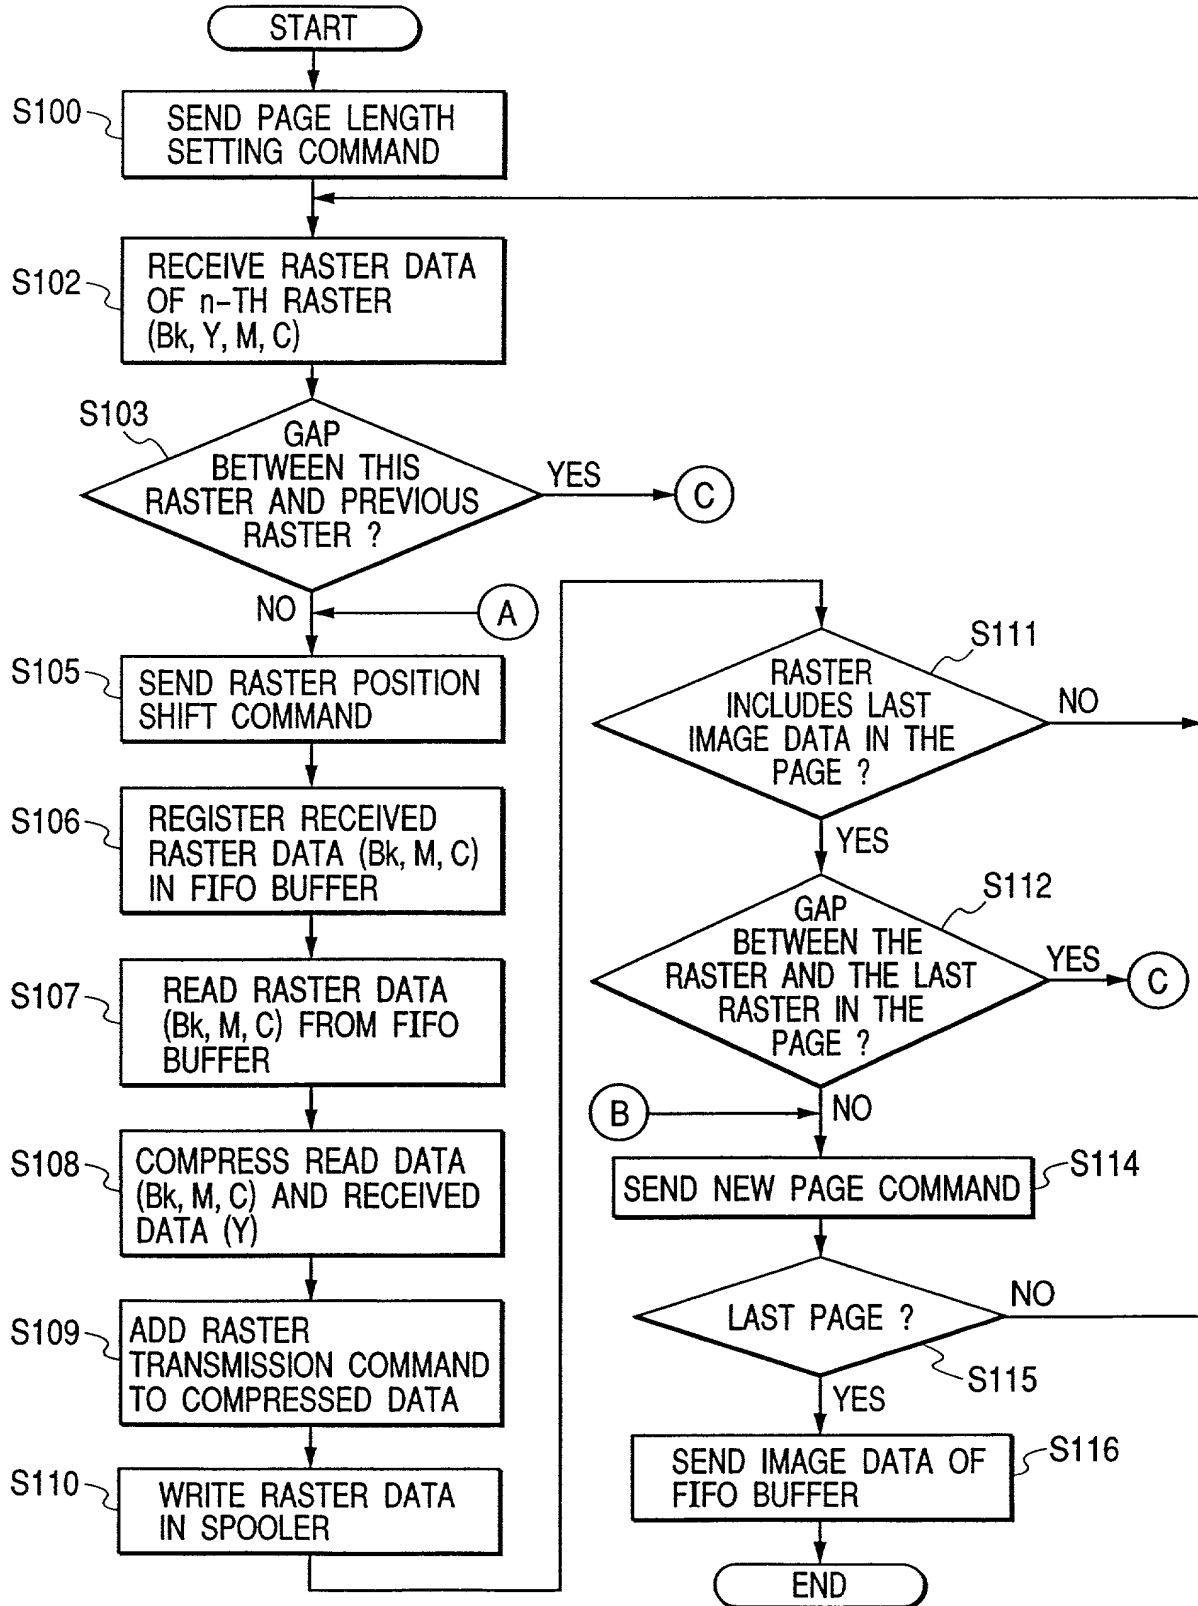 START
S100
SEND PAGE LENGTH
SETTING COMMAND
S102
RECEIVE RASTER DATA
OF n-TH RASTER
(Bk, Y, M, C)
S103
GAP
BETWEEN THIS
RASTER AND PREVIOUS
RASTER ?
YES
C
NO
A
S105
SEND RASTER POSITION
SHIFT COMMAND
S106
REGISTER RECEIVED
RASTER DATA (Bk, M, C)
IN FIFO BUFFER
S107
READ RASTER DATA
(Bk, M, C) FROM FIFO
BUFFER
S108
COMPRESS READ DATA
(Bk, M, C) AND RECEIVED
DATA (Y)
S109
ADD RASTER
TRANSMISSION COMMAND
TO COMPRESSED DATA
S110
WRITE RASTER DATA
IN SPOOLER
S111
RASTER
INCLUDES LAST
IMAGE DATA IN THE
PAGE ?
NO
YES
S112
GAP
BETWEEN THE
RASTER AND THE LAST
RASTER IN THE
PAGE ?
YES
C
B
NO
S114
SEND NEW PAGE COMMAND
LAST PAGE ?
NO
S115
YES
S116
SEND IMAGE DATA OF
FIFO BUFFER
END